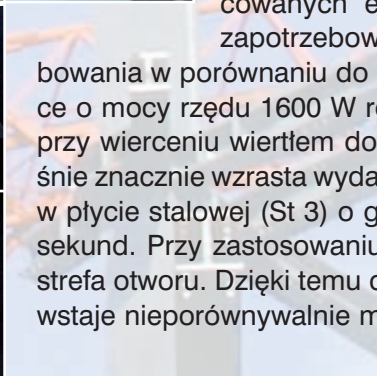 cowanych e
zapotrzebow
bowania w porównaniu do
ce o mocy rzędu 1600 W r
przy wierceniu wiertłem do
śnie znacznie wzrasta wyda
w płycie stalowej (St 3) o g
sekund. Przy zastosowaniu
strefa otworu. Dzięki temu
wstaje nieporównywalnie m